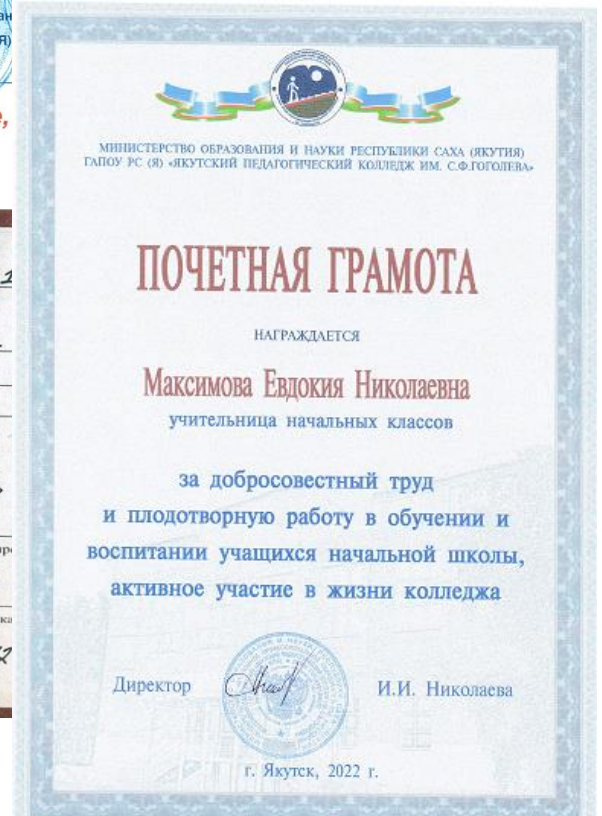 МИНИСТЕРСТВО ОБРАЗОВАНИЯ И НАУКИ РЕСПУБЛИКИ САХА (ЯКУТИЯ)
ГАПОУ РС (Я) «ЯКУТСКИЙ ПЕДАГОГИЧЕСКИЙ КОЛЛЕДЖ ИМ. С.Ф.ГОГОЛЕВА»
ПОЧЕТНАЯ ГРАМОТА
НАГРАЖДАЕТСЯ
Максимова Евдокия Николаевна
учительница начальных классов
за добросовестный труд
и плодотворную работу в обучении и
воспитании учащихся начальной школы,
активное участие в жизни колледжа
Директор И.И. Николаева
г. Якутск, 2022 г.